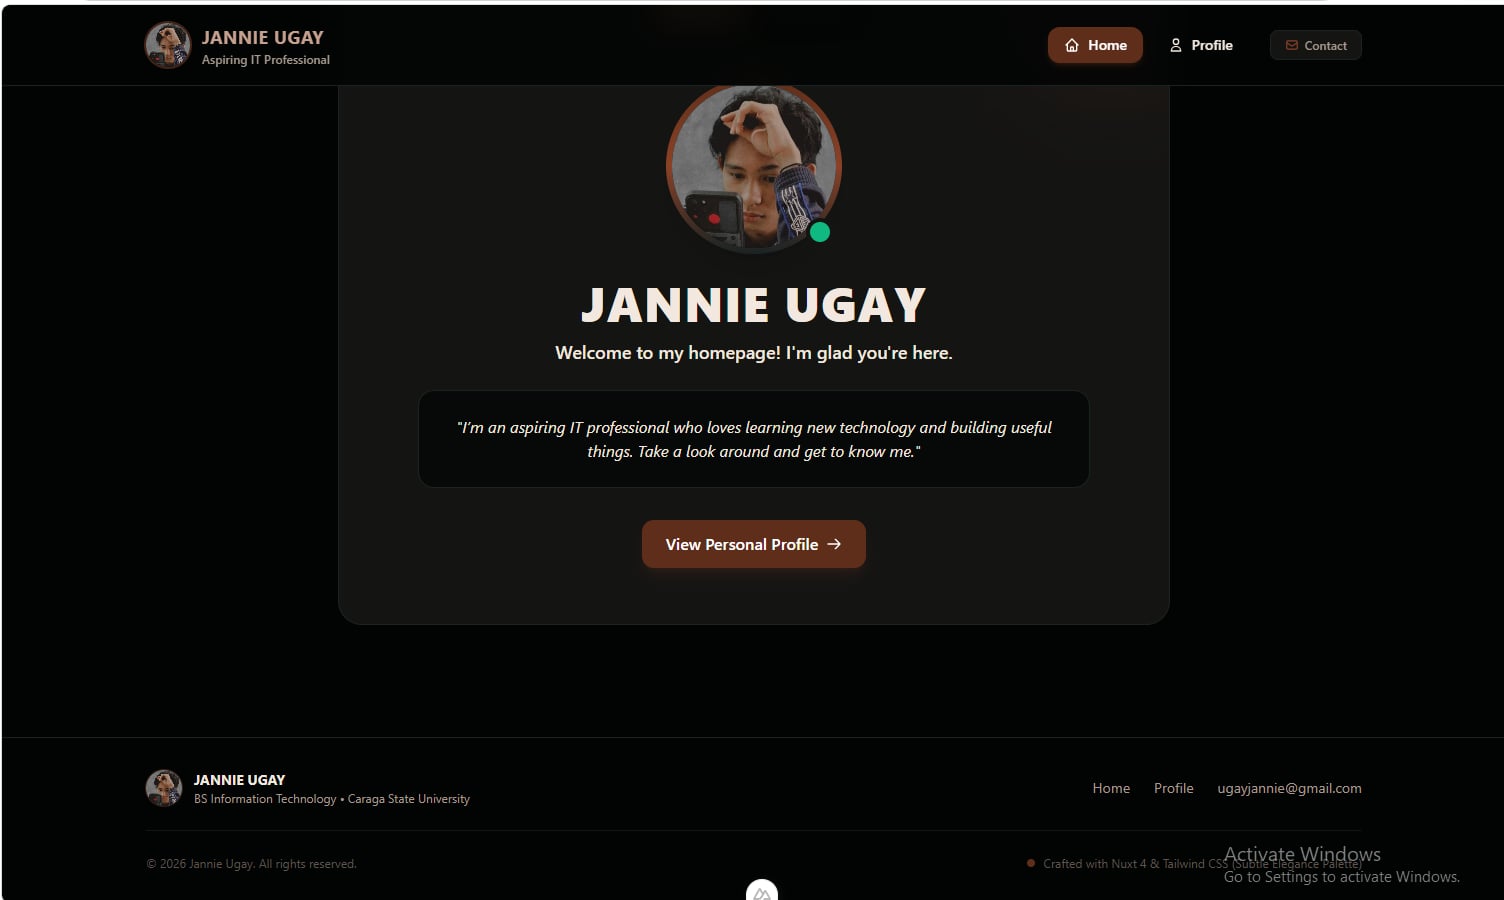 JANNIE UGAY
Aspiring IT Professional
Home
Profile
Contact
JANNIE UGAY
Welcome to my homepage! I'm glad you're here.
"I'm an aspiring IT professional who loves learning new technology and building useful
things. Take a look around and get to know me."
View Personal Profile →
JANNIE UGAY
BS Information Technology • Caraga State University
Home
Profile
ugayjannie@gmail.com
© 2026 Jannie Ugay. All rights reserved.
Crafted with Nuxt 4 & Tailwind CSS (Subtle Elegance Palette)
Activate Windows
Go to Settings to activate Windows.